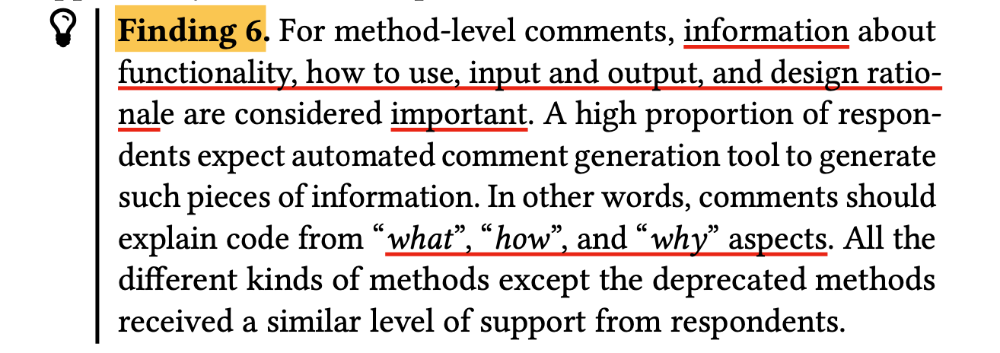 Finding 6. For method-level comments, information about
functionality, how to use, input and output, and design ratio-
nale are considered important. A high proportion of respon-
dents expect automated comment generation tool to generate
such pieces of information. In other words, comments should
explain code from “what”, “how”, and “why” aspects. All the
different kinds of methods except the deprecated methods
received a similar level of support from respondents.